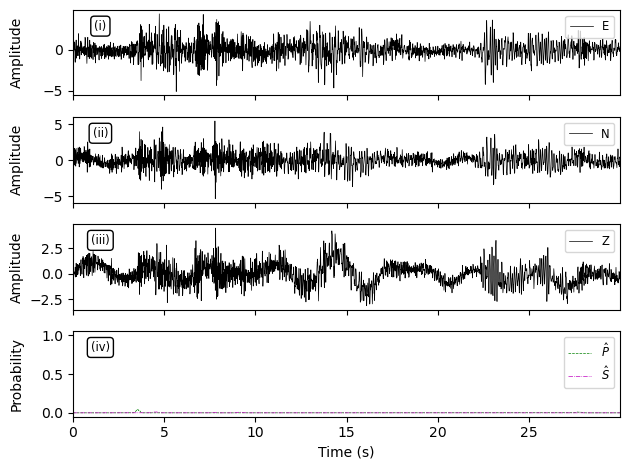 (i)
E
Amplitude
0
−5
(ii)
N
Amplitude
5
0
−5
(iii)
Z
Amplitude
2.5
0.0
−2.5
(iv)
P̂
Ŝ
Probability
1.0
0.5
0.0
0 5 10 15 20 25
Time (s)